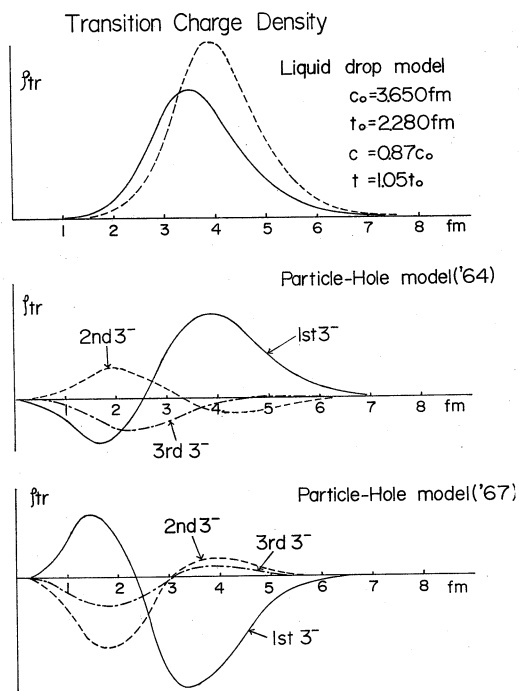 Transition Charge Density
ρtr
Liquid drop model
c₀=3.650fm
t₀=2.280fm
c =0.87c₀
t =1.05t₀
1 2 3 4 5 6 7 8 fm
Particle-Hole model('64)
ρtr
2nd 3⁻
1st 3⁻
1 2 3 4 5 6 7 8 fm
3rd 3⁻
Particle-Hole model('67)
ρtr
2nd 3⁻
3rd 3⁻
1 2 3 4 5 6 7 8 fm
1st 3⁻